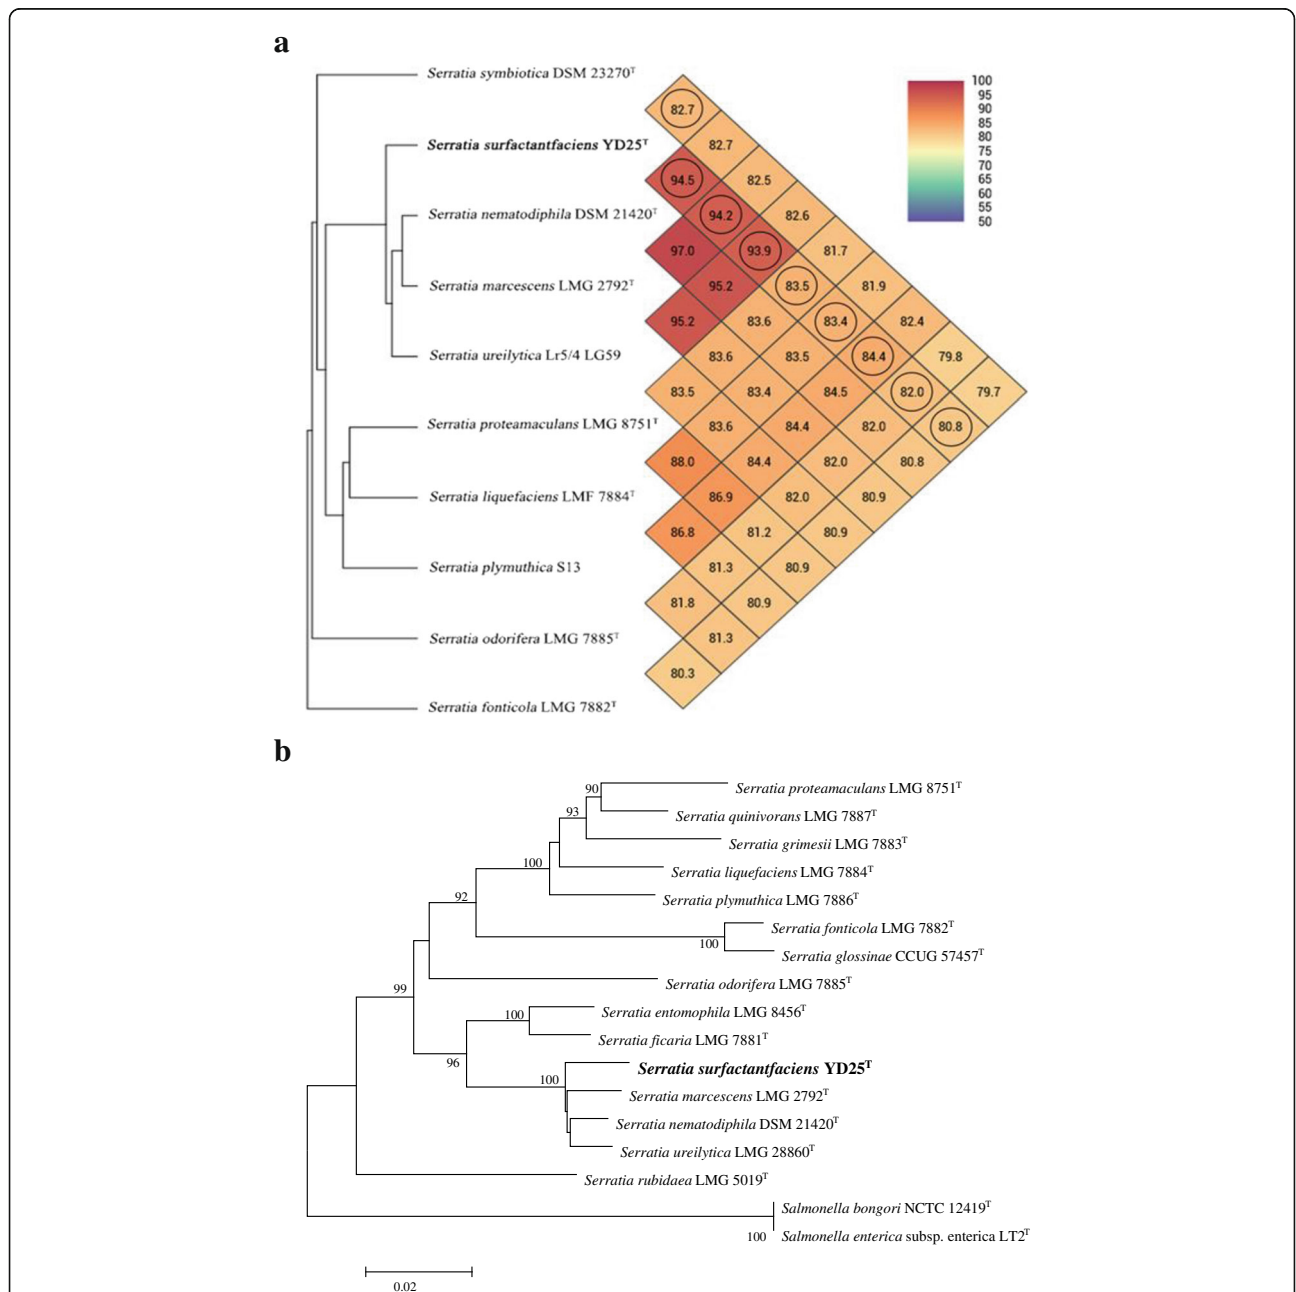 a
Serratia symbiotica DSM 23270T
Serratia surfactantfaciens YD25T
Serratia nematodiphila DSM 21420T
Serratia marcescens LMG 2792T
Serratia ureilytica Lr5/4 LG59
Serratia proteamaculans LMG 8751T
Serratia liquefaciens LMF 7884T
Serratia plymuthica S13
Serratia odorifera LMG 7885T
Serratia fonticola LMG 7882T
82.7
82.7
94.5 82.5
94.2 82.6
97.0 93.9 81.7
95.2 83.5 81.9
95.2 83.6 83.4 82.4
83.6 83.5 84.4 79.8
83.5 83.4 84.5 82.0 79.7
83.6 84.4 82.0 80.8
88.0 84.4 82.0 80.8
86.9 82.0 80.9
86.8 81.2 80.9
81.3 80.9
81.8 80.9
81.3
80.3
100
95
90
85
80
75
70
65
60
55
50
b
90
93
100
92
100
99
100
96
100
100
Serratia proteamaculans LMG 8751T
Serratia quinivorans LMG 7887T
Serratia grimesii LMG 7883T
Serratia liquefaciens LMG 7884T
Serratia plymuthica LMG 7886T
Serratia fonticola LMG 7882T
Serratia glossinae CCUG 57457T
Serratia odorifera LMG 7885T
Serratia entomophila LMG 8456T
Serratia ficaria LMG 7881T
Serratia surfactantfaciens YD25T
Serratia marcescens LMG 2792T
Serratia nematodiphila DSM 21420T
Serratia ureilytica LMG 28860T
Serratia rubidaea LMG 5019T
Salmonella bongori NCTC 12419T
Salmonella enterica subsp. enterica LT2T
0.02